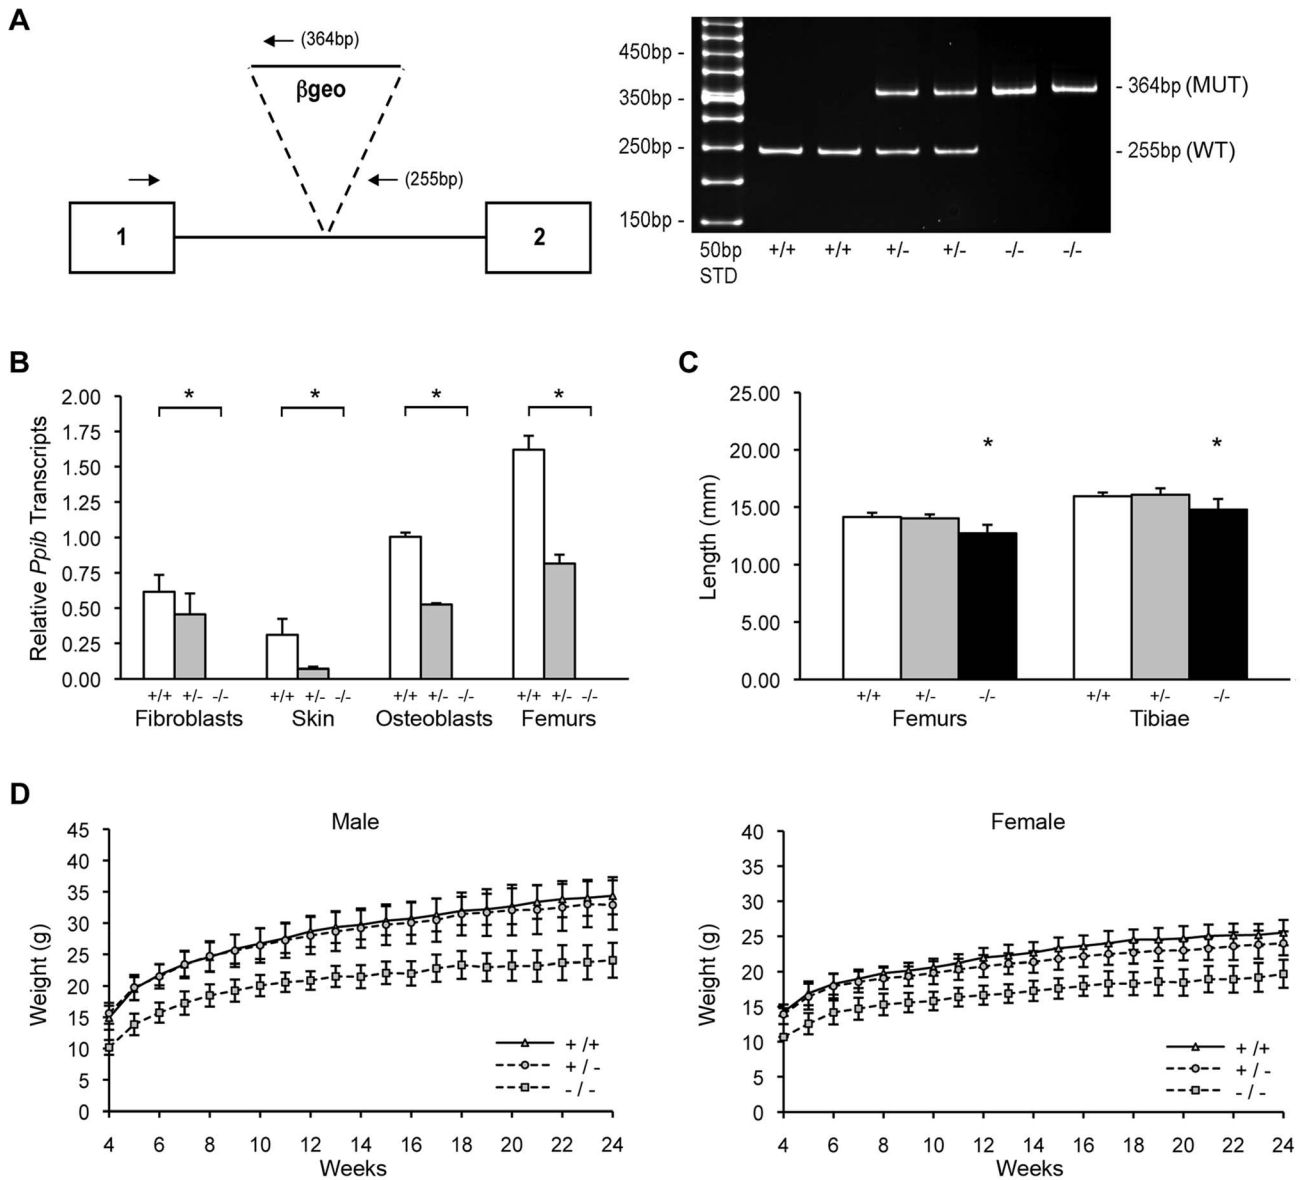 A
(364bp)
βgeo
(255bp)
1
2
450bp -
350bp -
250bp -
150bp -
- 364bp (MUT)
- 255bp (WT)
50bp STD
+/+ +/+ +/- +/- -/- -/-
B
Relative Ppib Transcripts
2.00
1.75
1.50
1.25
1.00
0.75
0.50
0.25
0.00
* * * *
+/+ +/- -/- +/+ +/- -/- +/+ +/- -/- +/+ +/- -/-
Fibroblasts Skin Osteoblasts Femurs
C
Length (mm)
25.00
20.00
15.00
10.00
5.00
0.00
* *
+/+ +/- -/- +/+ +/- -/-
Femurs Tibiae
D
Male
Weight (g)
45
40
35
30
25
20
15
10
5
0
+ /+
+ / -
- / -
4 6 8 10 12 14 16 18 20 22 24
Weeks
Female
Weight (g)
40
35
30
25
20
15
10
5
0
+ /+
+ / -
- / -
4 6 8 10 12 14 16 18 20 22 24
Weeks